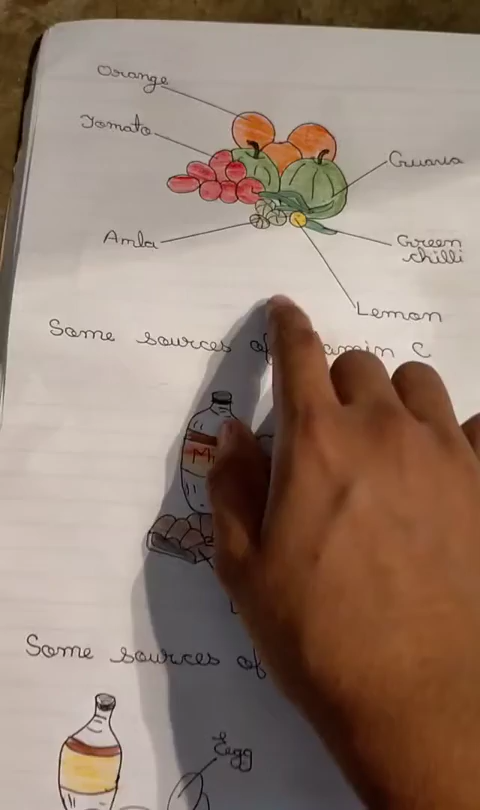 Orange
Tomato
Guava
Amla
Green
chilli
Lemon
Some sources of C
Some sources of
Egg